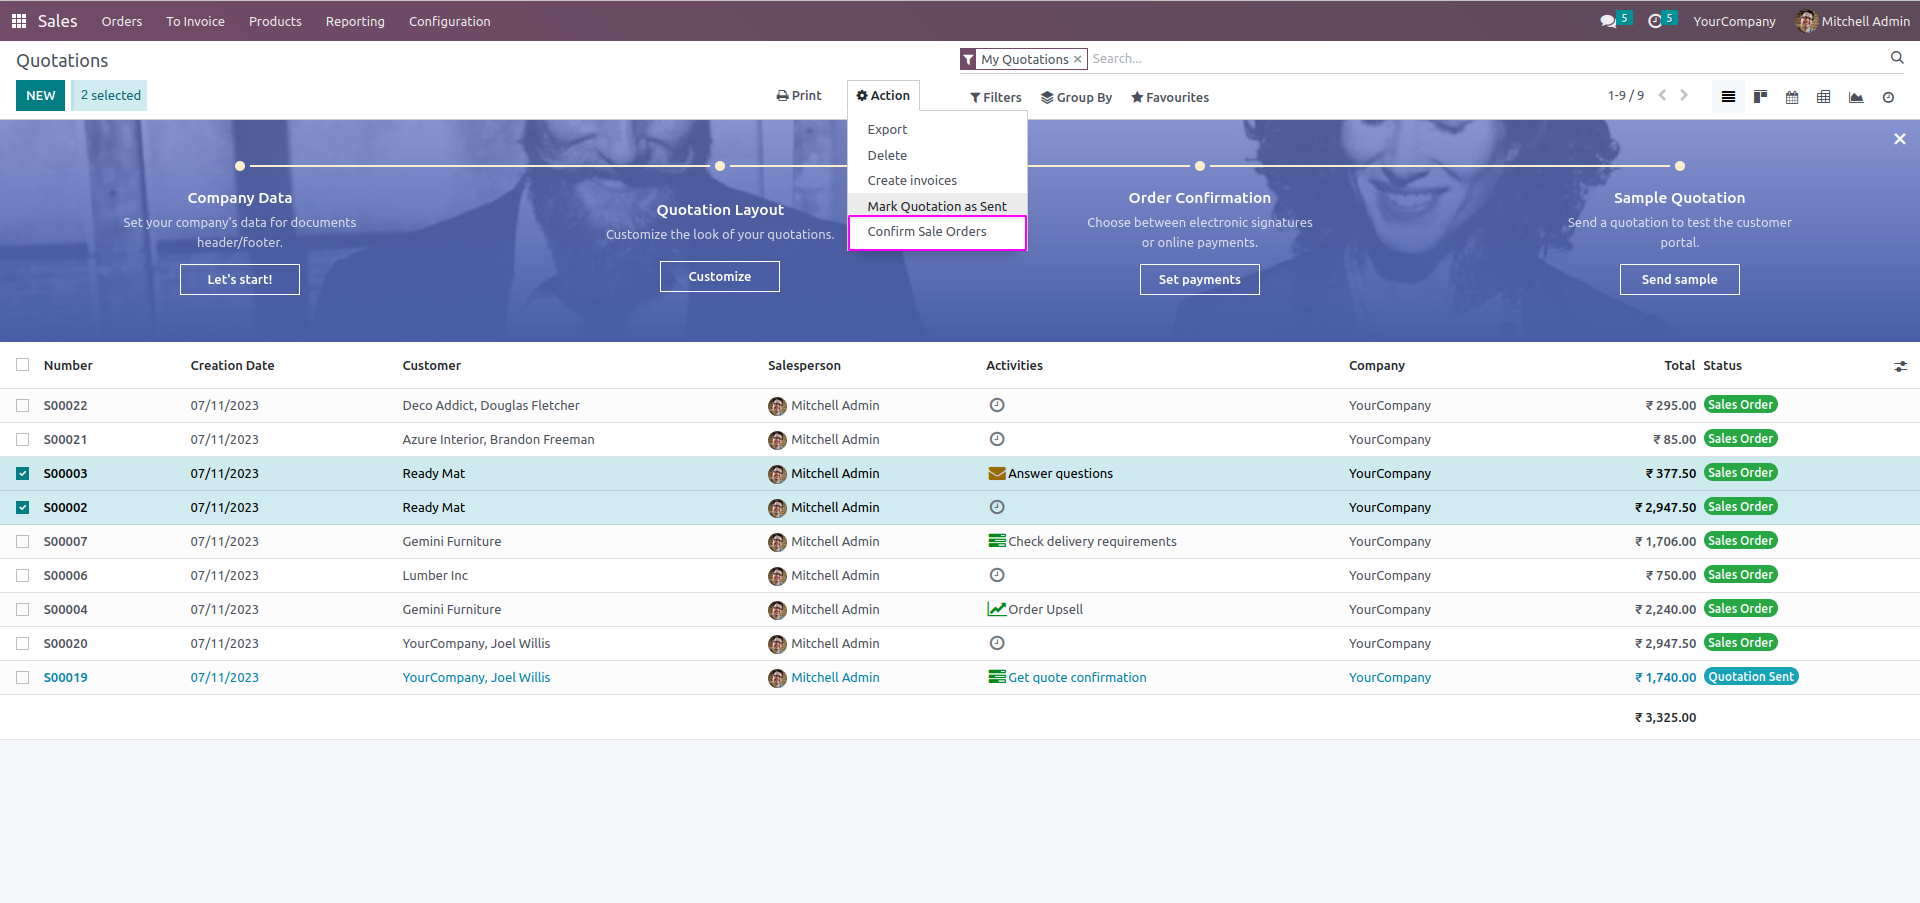 Sales Orders To Invoice Products Reporting Configuration 5 5 YourCompany Mitchell Admin
Quotations
My Quotations × Search...
NEW 2 selected Print Action Filters Group By Favourites 1-9 / 9
Export
Delete
Create invoices
Mark Quotation as Sent
Confirm Sale Orders
Company Data
Set your company's data for documents
header/footer.
Let's start!
Quotation Layout
Customize the look of your quotations.
Customize
Order Confirmation
Choose between electronic signatures
or online payments.
Set payments
Sample Quotation
Send a quotation to test the customer
portal.
Send sample
Number Creation Date Customer Salesperson Activities Company Total Status
S00022 07/11/2023 Deco Addict, Douglas Fletcher Mitchell Admin YourCompany ₹ 295.00 Sales Order
S00021 07/11/2023 Azure Interior, Brandon Freeman Mitchell Admin YourCompany ₹ 85.00 Sales Order
S00003 07/11/2023 Ready Mat Mitchell Admin Answer questions YourCompany ₹ 377.50 Sales Order
S00002 07/11/2023 Ready Mat Mitchell Admin YourCompany ₹ 2,947.50 Sales Order
S00007 07/11/2023 Gemini Furniture Mitchell Admin Check delivery requirements YourCompany ₹ 1,706.00 Sales Order
S00006 07/11/2023 Lumber Inc Mitchell Admin YourCompany ₹ 750.00 Sales Order
S00004 07/11/2023 Gemini Furniture Mitchell Admin Order Upsell YourCompany ₹ 2,240.00 Sales Order
S00020 07/11/2023 YourCompany, Joel Willis Mitchell Admin YourCompany ₹ 2,947.50 Sales Order
S00019 07/11/2023 YourCompany, Joel Willis Mitchell Admin Get quote confirmation YourCompany ₹ 1,740.00 Quotation Sent
₹ 3,325.00